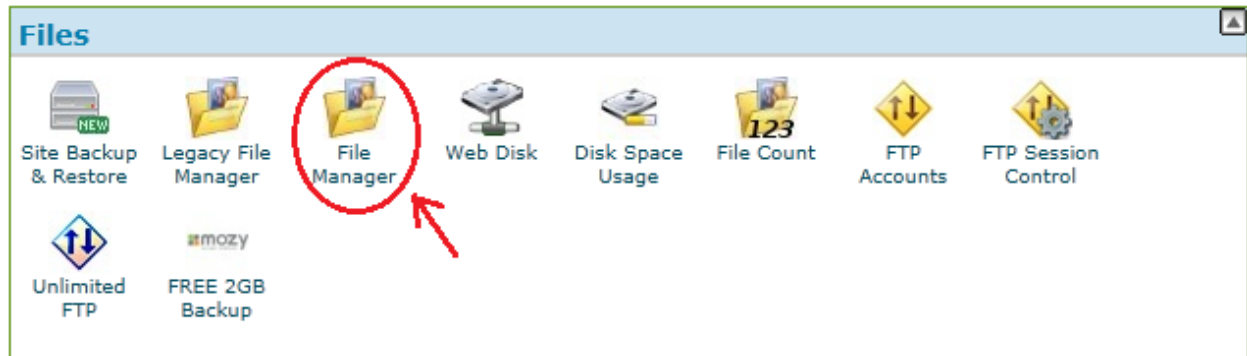 Files
NEW
Site Backup
& Restore
Legacy File
Manager
File
Manager
Web Disk
Disk Space
Usage
123
File Count
FTP
Accounts
FTP Session
Control
Unlimited
FTP
mozy
FREE 2GB
Backup